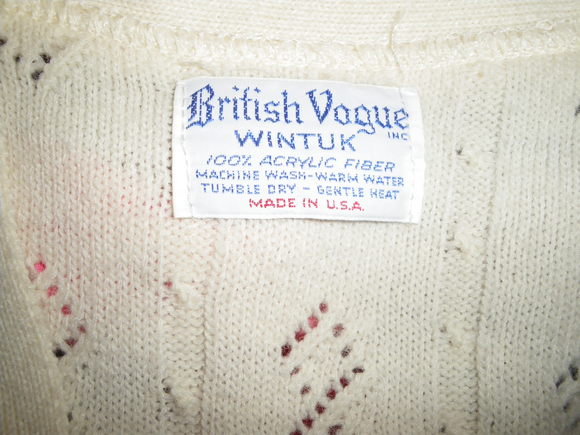 British Vogue
INC
WINTUK
100% ACRYLIC FIBER
MACHINE WASH-WARM WATER
TUMBLE DRY - GENTLE HEAT
MADE IN U.S.A.